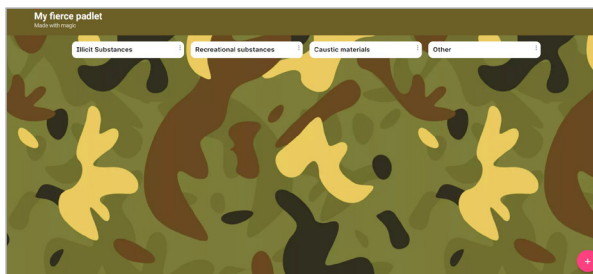 My fierce padlet
Made with magic
Illicit Substances
Recreational substances
Caustic materials
Other